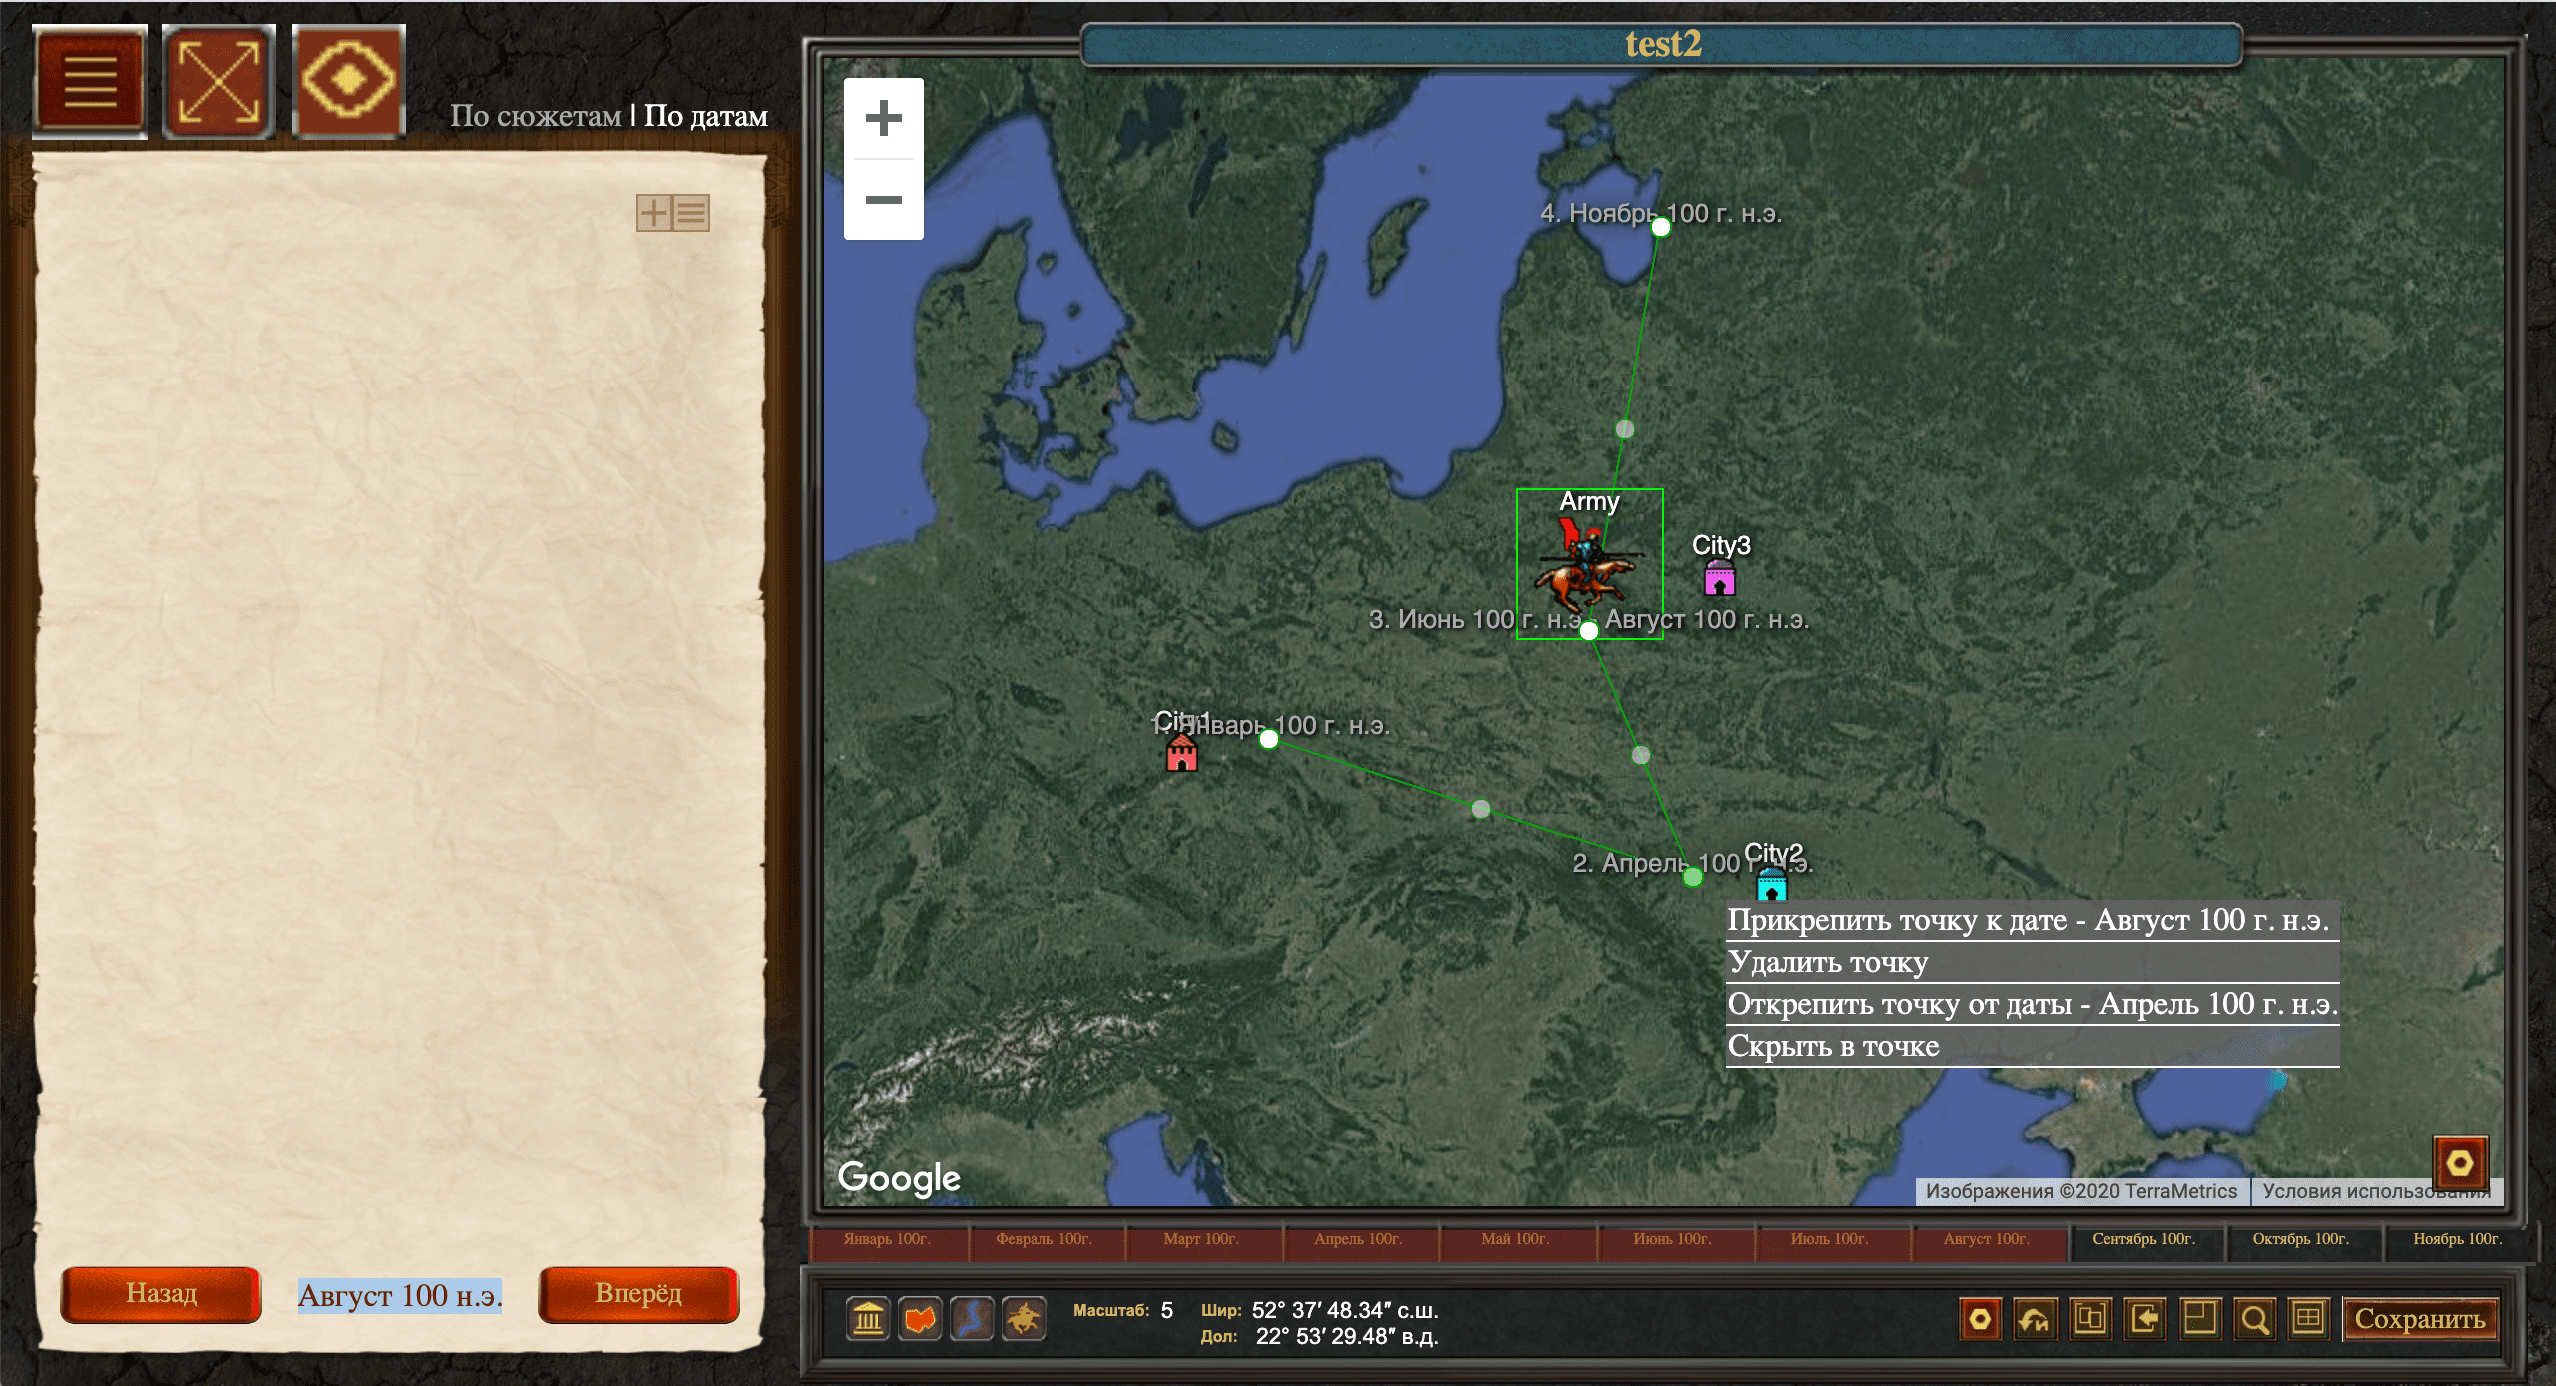 test2
По сюжетам | По датам
4. Ноябрь 100 г. н.э.
Army
City3
3. Июнь 100 г. н.э. - Август 100 г. н.э.
City1
1. Январь 100 г. н.э.
City2
2. Апрель 100 г. н.э.
Прикрепить точку к дате - Август 100 г. н.э.
Удалить точку
Открепить точку от даты - Апрель 100 г. н.э.
Скрыть в точке
Google
Изображения ©2020 TerraMetrics Условия использования
Январь 100г. Февраль 100г. Март 100г. Апрель 100г. Май 100г. Июнь 100г. Июль 100г. Август 100г. Сентябрь 100г. Октябрь 100г. Ноябрь 100г.
Назад Август 100 н.э. Вперёд
Масштаб: 5 Шир: 52° 37′ 48.34″ с.ш.
Дол: 22° 53′ 29.48″ в.д.
Сохранить